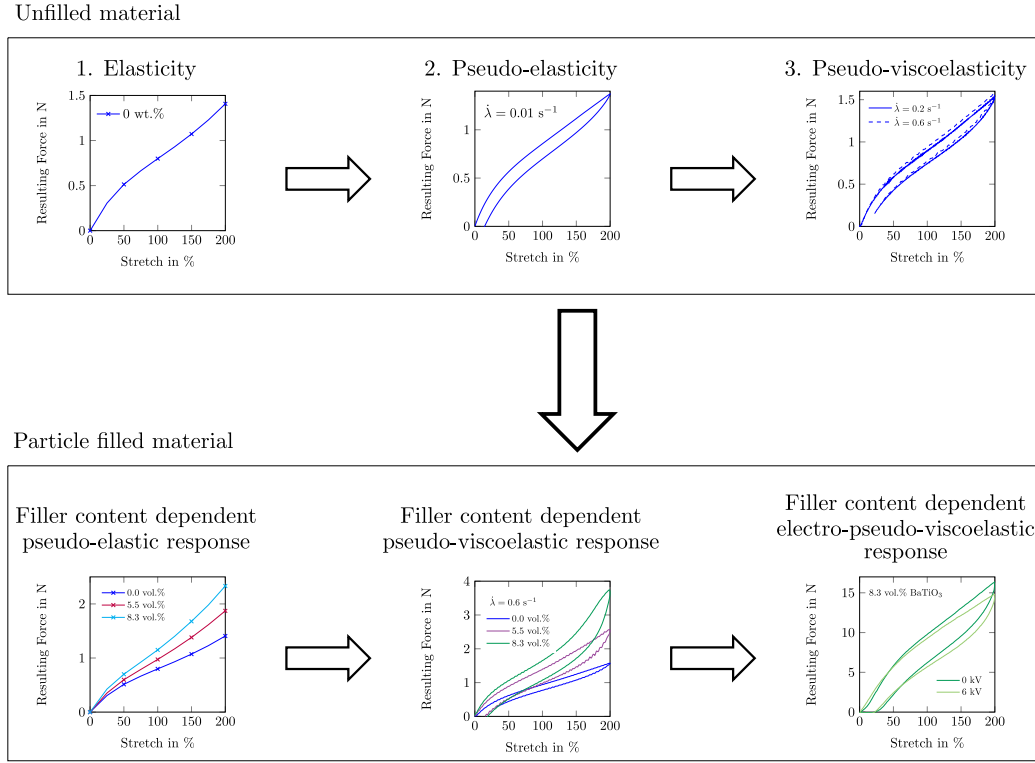 Unfilled material
1. Elasticity
Resulting Force in N
1.5
1
0.5
0
0 wt.%
0 50 100 150 200
Stretch in %
2. Pseudo-elasticity
Resulting Force in N
1
0.5
0
λ̇ = 0.01 s⁻¹
0 50 100 150 200
Stretch in %
3. Pseudo-viscoelasticity
Resulting Force in N
1.5
1
0.5
0
λ̇ = 0.2 s⁻¹
λ̇ = 0.6 s⁻¹
0 50 100 150 200
Stretch in %
Particle filled material
Filler content dependent
pseudo-elastic response
Resulting Force in N
2
1
0
0.0 vol.%
5.5 vol.%
8.3 vol.%
0 50 100 150 200
Stretch in %
Filler content dependent
pseudo-viscoelastic response
Resulting Force in N
4
3
2
1
0
λ̇ = 0.6 s⁻¹
0.0 vol.%
5.5 vol.%
8.3 vol.%
0 50 100 150 200
Stretch in %
Filler content dependent
electro-pseudo-viscoelastic
response
Resulting Force in N
15
10
5
0
8.3 vol.% BaTiO₃
0 kV
6 kV
0 50 100 150 200
Stretch in %